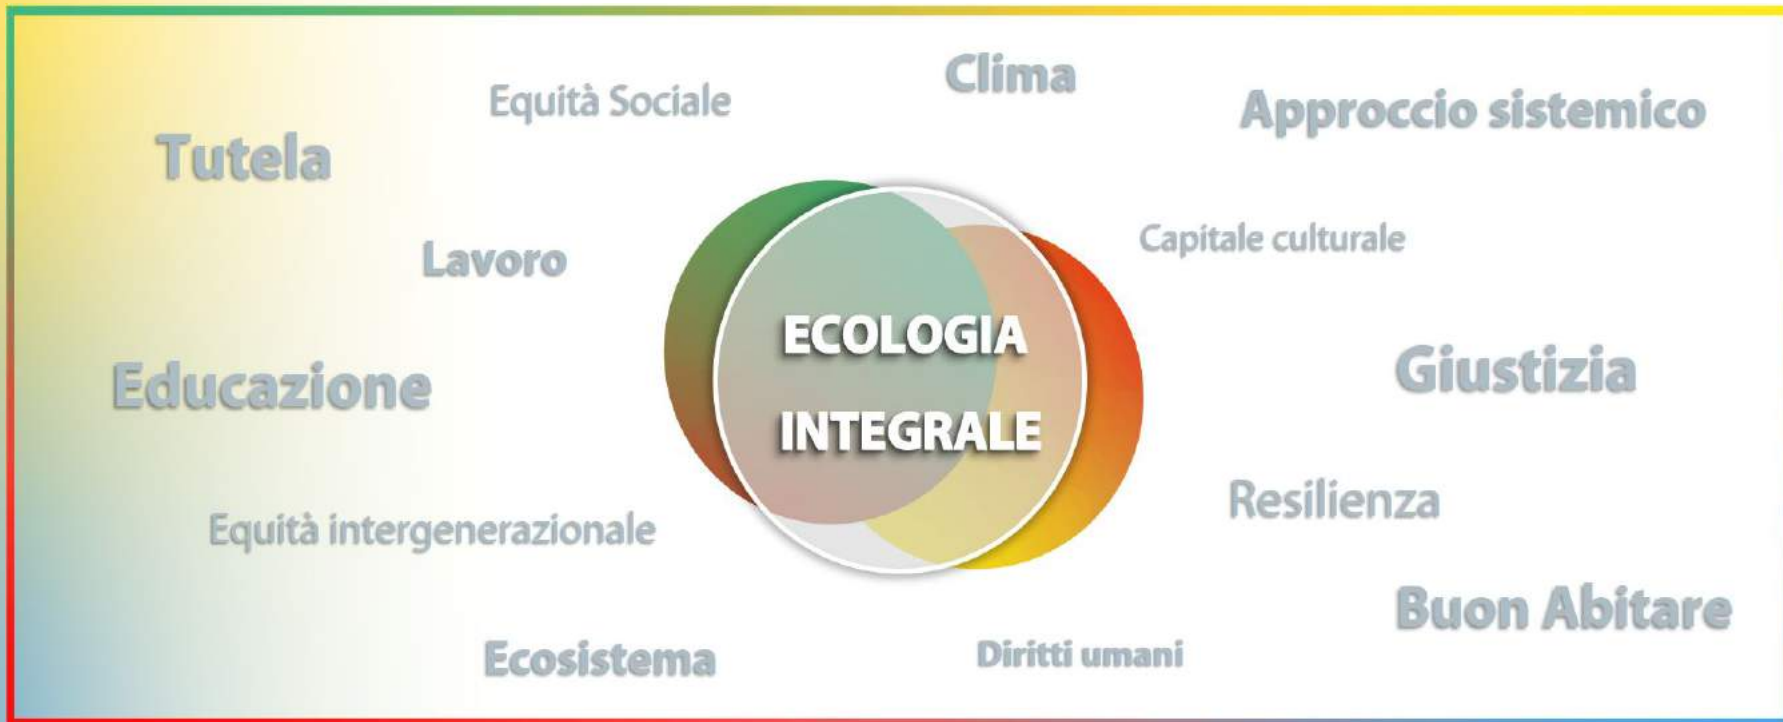 Clima
Equità Sociale
Approccio sistemico
Tutela
Capitale culturale
Lavoro
ECOLOGIA
INTEGRALE
Giustizia
Educazione
Resilienza
Equità intergenerazionale
Buon Abitare
Ecosistema
Diritti umani